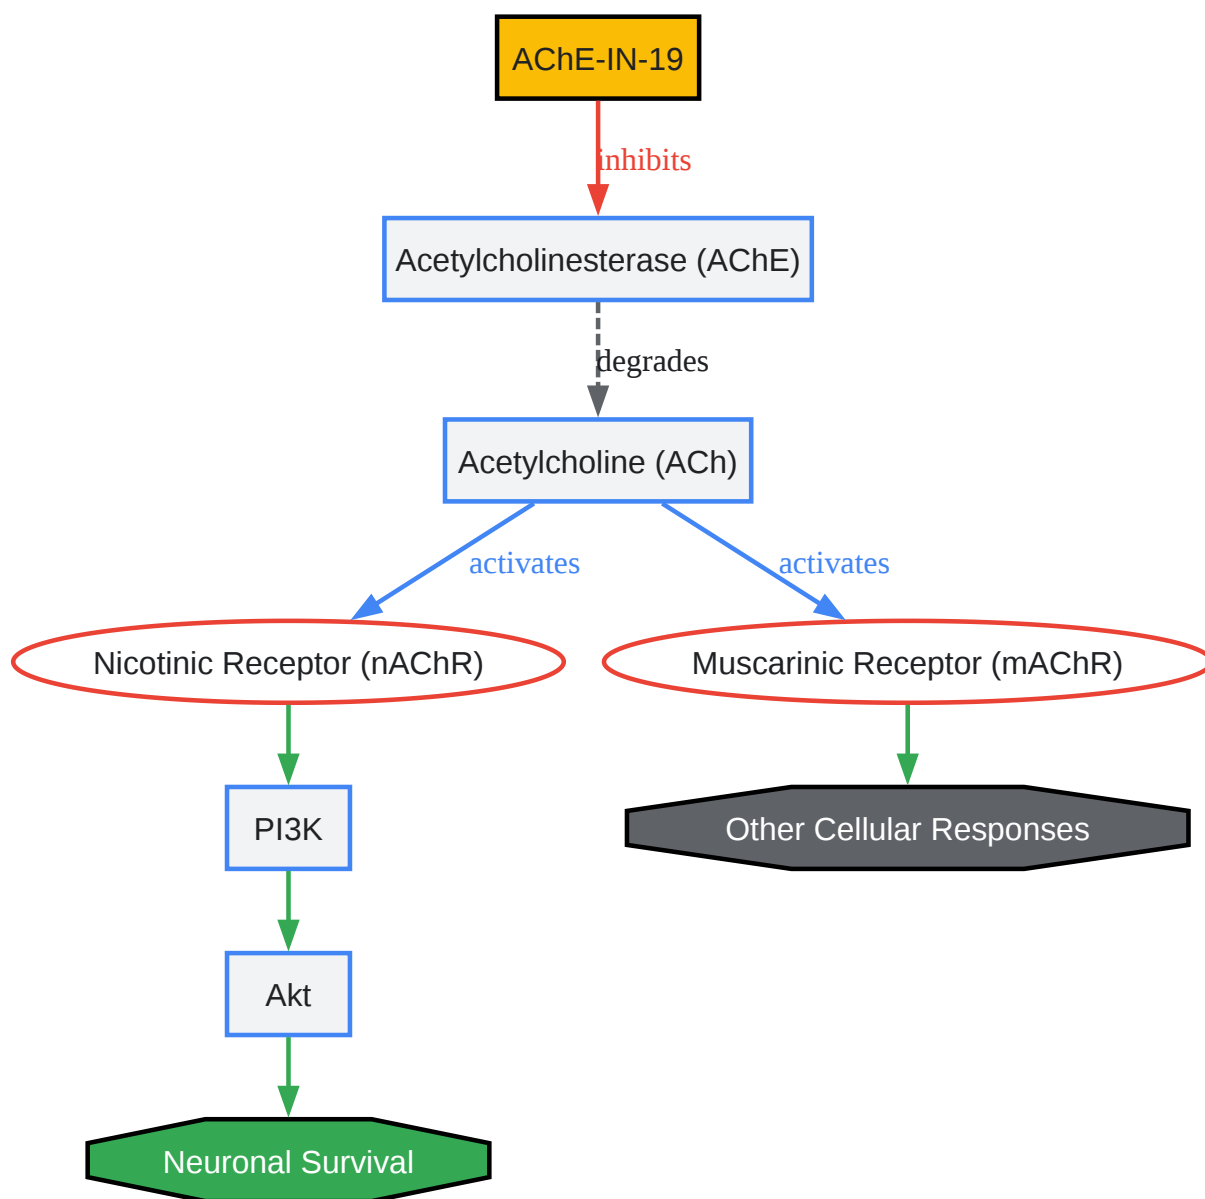 AChE-IN-19
inhibits
Acetylcholinesterase (AChE)
degrades
Acetylcholine (ACh)
activates
activates
Nicotinic Receptor (nAChR)
Muscarinic Receptor (mAChR)
PI3K
Other Cellular Responses
Akt
Neuronal Survival